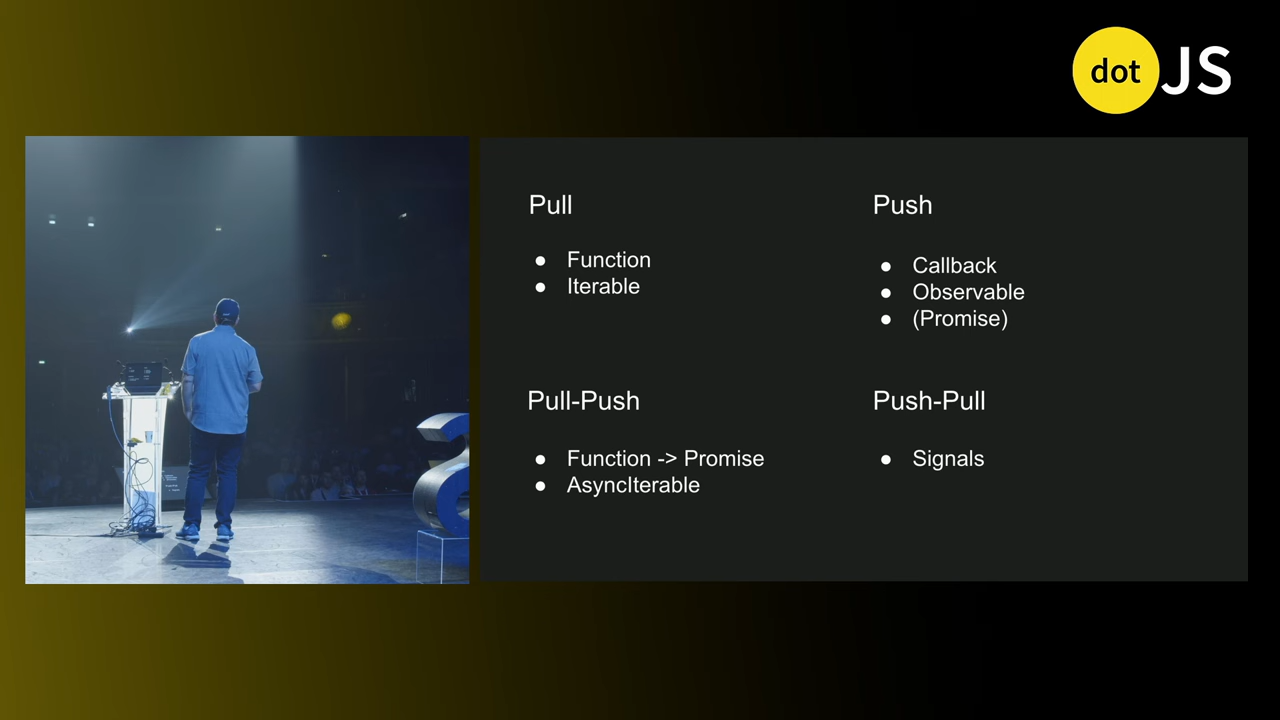 dot JS
Pull
● Function
● Iterable
Push
● Callback
● Observable
● (Promise)
Pull-Push
● Function -> Promise
● AsyncIterable
Push-Pull
● Signals